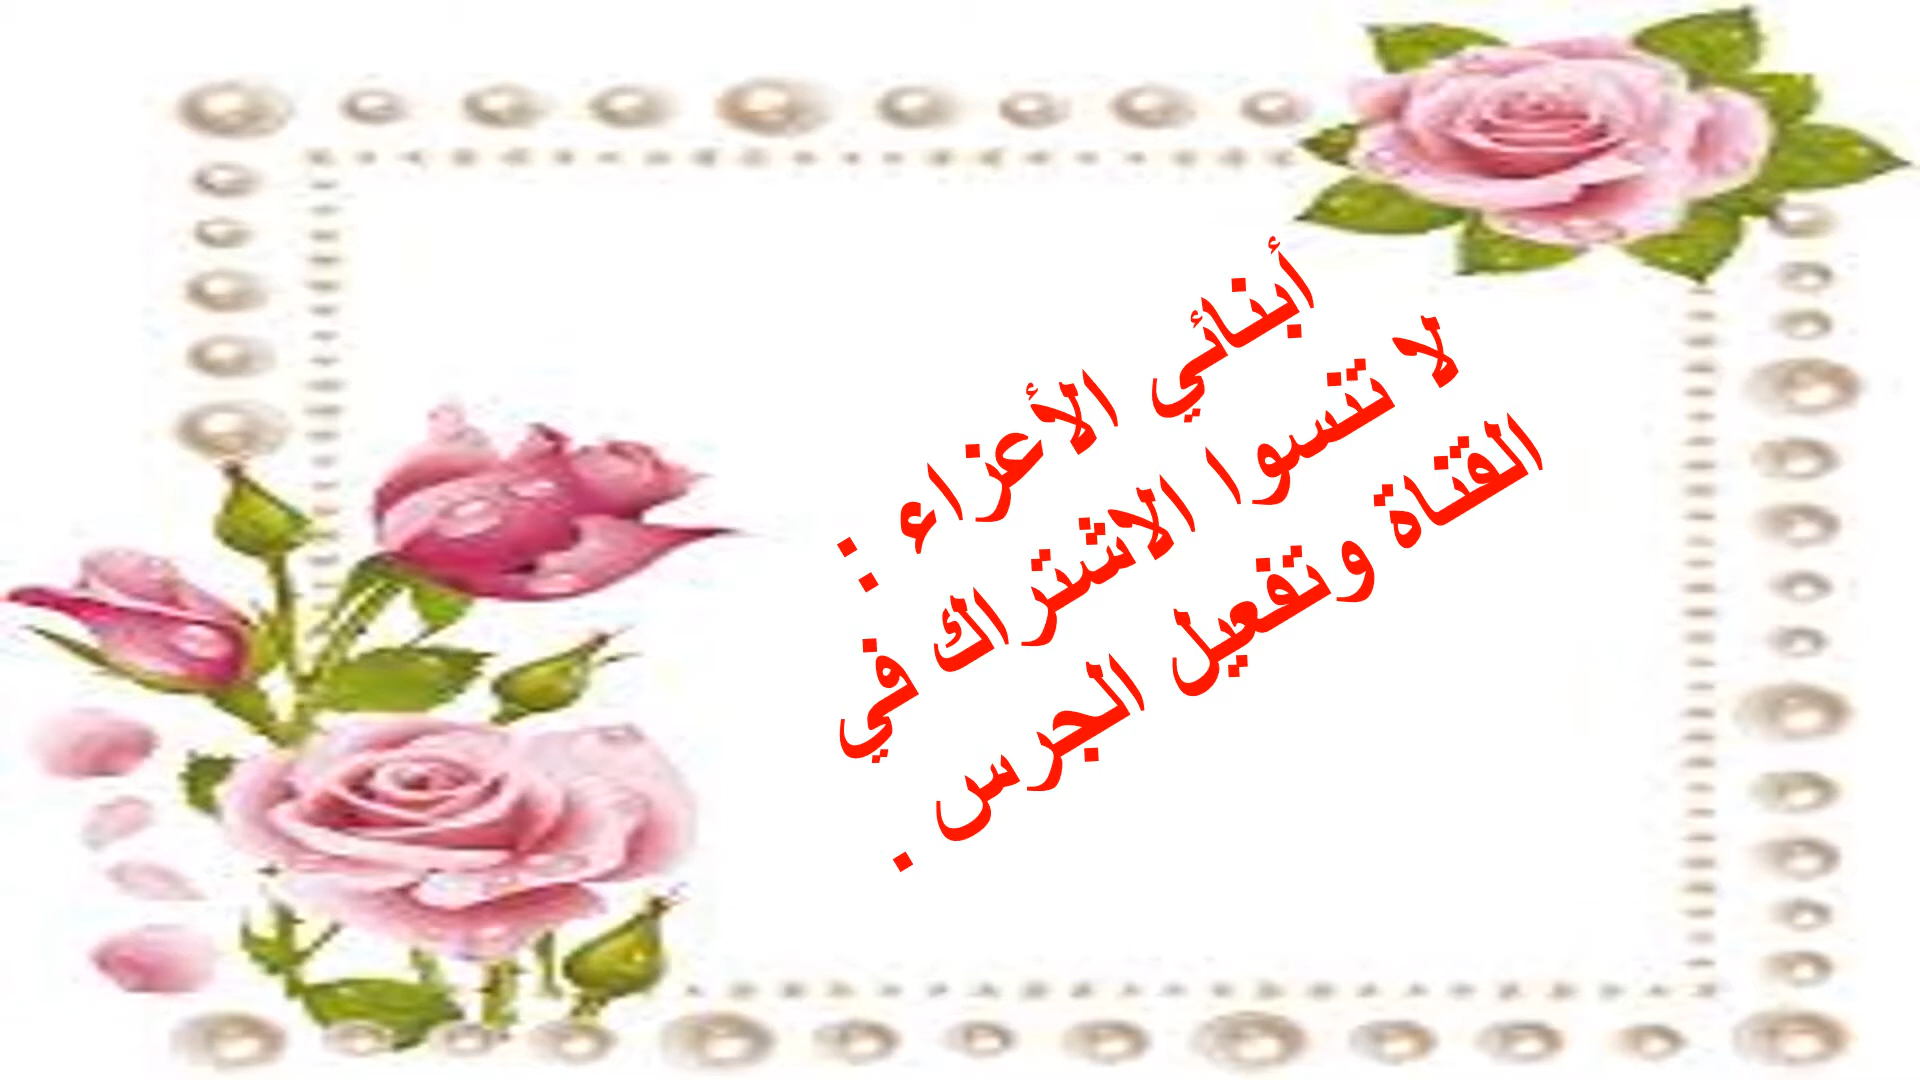 أبنائي الأعزاء :
لا تنسوا الاشتراك في
القناة وتفعيل الجرس .